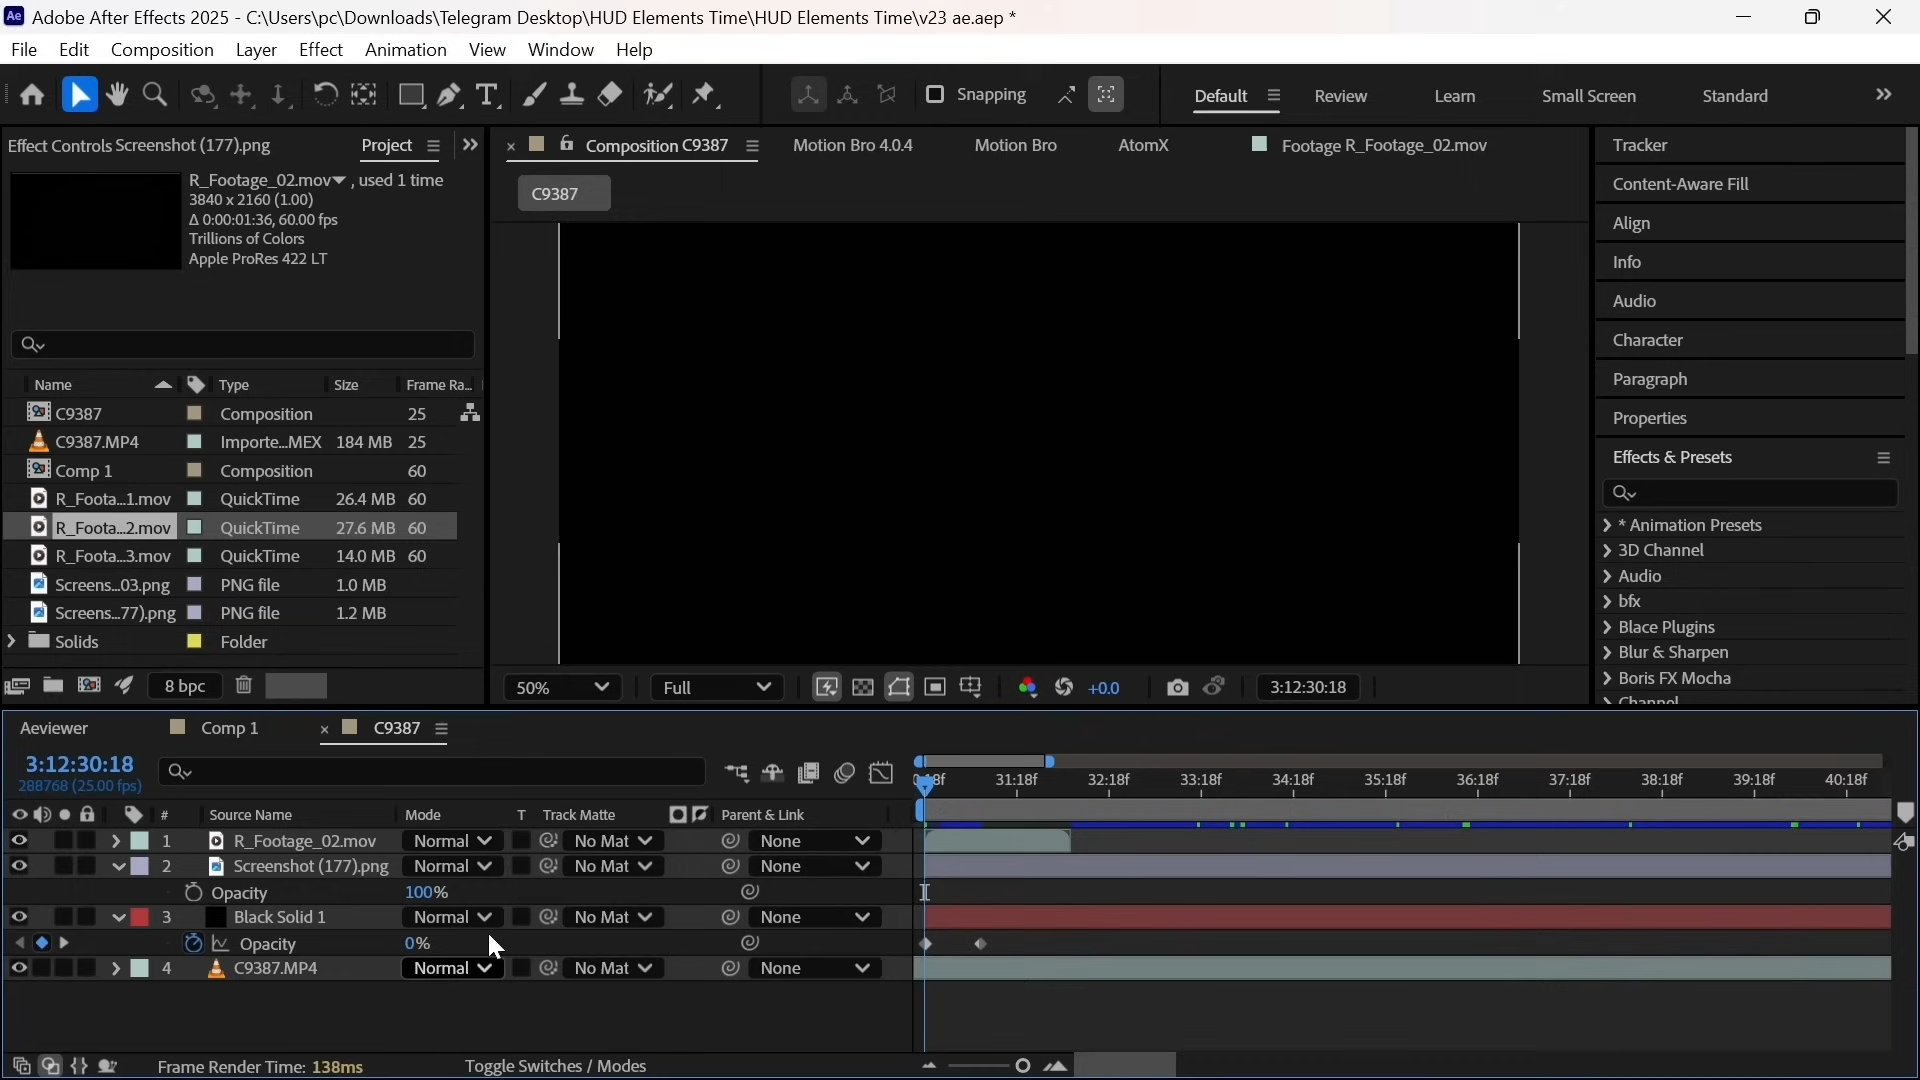 Adobe After Effects 2025 - C:\Users\pc\Downloads\Telegram Desktop\HUD Elements Time\HUD Elements Time\v23 ae.aep *
File Edit Composition Layer Effect Animation View Window Help
Snapping Default Review Learn Small Screen Standard
Effect Controls Screenshot (177).png Project
R_Footage_02.mov , used 1 time
3840 x 2160 (1.00)
Δ 0:00:01:36, 60.00 fps
Trillions of Colors
Apple ProRes 422 LT
Name Type Size Frame Ra...
C9387 Composition 25
C9387.MP4 Importe...MEX 184 MB 25
Comp 1 Composition 60
R_Foota...1.mov QuickTime 26.4 MB 60
R_Foota...2.mov QuickTime 27.6 MB 60
R_Foota...3.mov QuickTime 14.0 MB 60
Screens...03.png PNG file 1.0 MB
Screens...77).png PNG file 1.2 MB
Solids Folder
8 bpc
Composition C9387 Motion Bro 4.0.4 Motion Bro AtomX Footage R_Footage_02.mov
C9387
50% Full +0.0 3:12:30:18
Tracker
Content-Aware Fill
Align
Info
Audio
Character
Paragraph
Properties
Effects & Presets
* Animation Presets
3D Channel
Audio
bfx
Blace Plugins
Blur & Sharpen
Boris FX Mocha
Channel
Aeviewer Comp 1 C9387
3:12:30:18
288768 (25.00 fps)
31:18f 32:18f 33:18f 34:18f 35:18f 36:18f 37:18f 38:18f 39:18f 40:18f
# Source Name Mode T Track Matte Parent & Link
1 R_Footage_02.mov Normal No Mat None
2 Screenshot (177).png Normal No Mat None
Opacity 100%
3 Black Solid 1 Normal No Mat None
Opacity 0%
4 C9387.MP4 Normal No Mat None
Frame Render Time: 138ms Toggle Switches / Modes